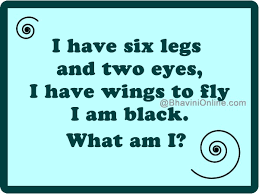 I have six legs
and two eyes,
@BhaviniOnline.com
I have wings to fly
I am black.
What am I?